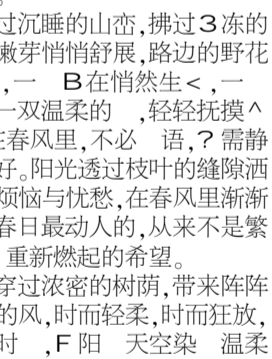 。
过沉睡的山峦,拂过3冻的
嫩芽悄悄舒展,路边的野花
,一 B在悄然生<,一
一双温柔的 ,轻轻抚摸^
在春风里,不必 语,?需静
好。阳光透过枝叶的缝隙洒
烦恼与忧愁,在春风里渐渐
春日最动人的,从来不是繁
重新燃起的希望。
穿过浓密的树荫,带来阵阵
的风,时而轻柔,时而狂放,
时 ,F阳 天空染 温柔